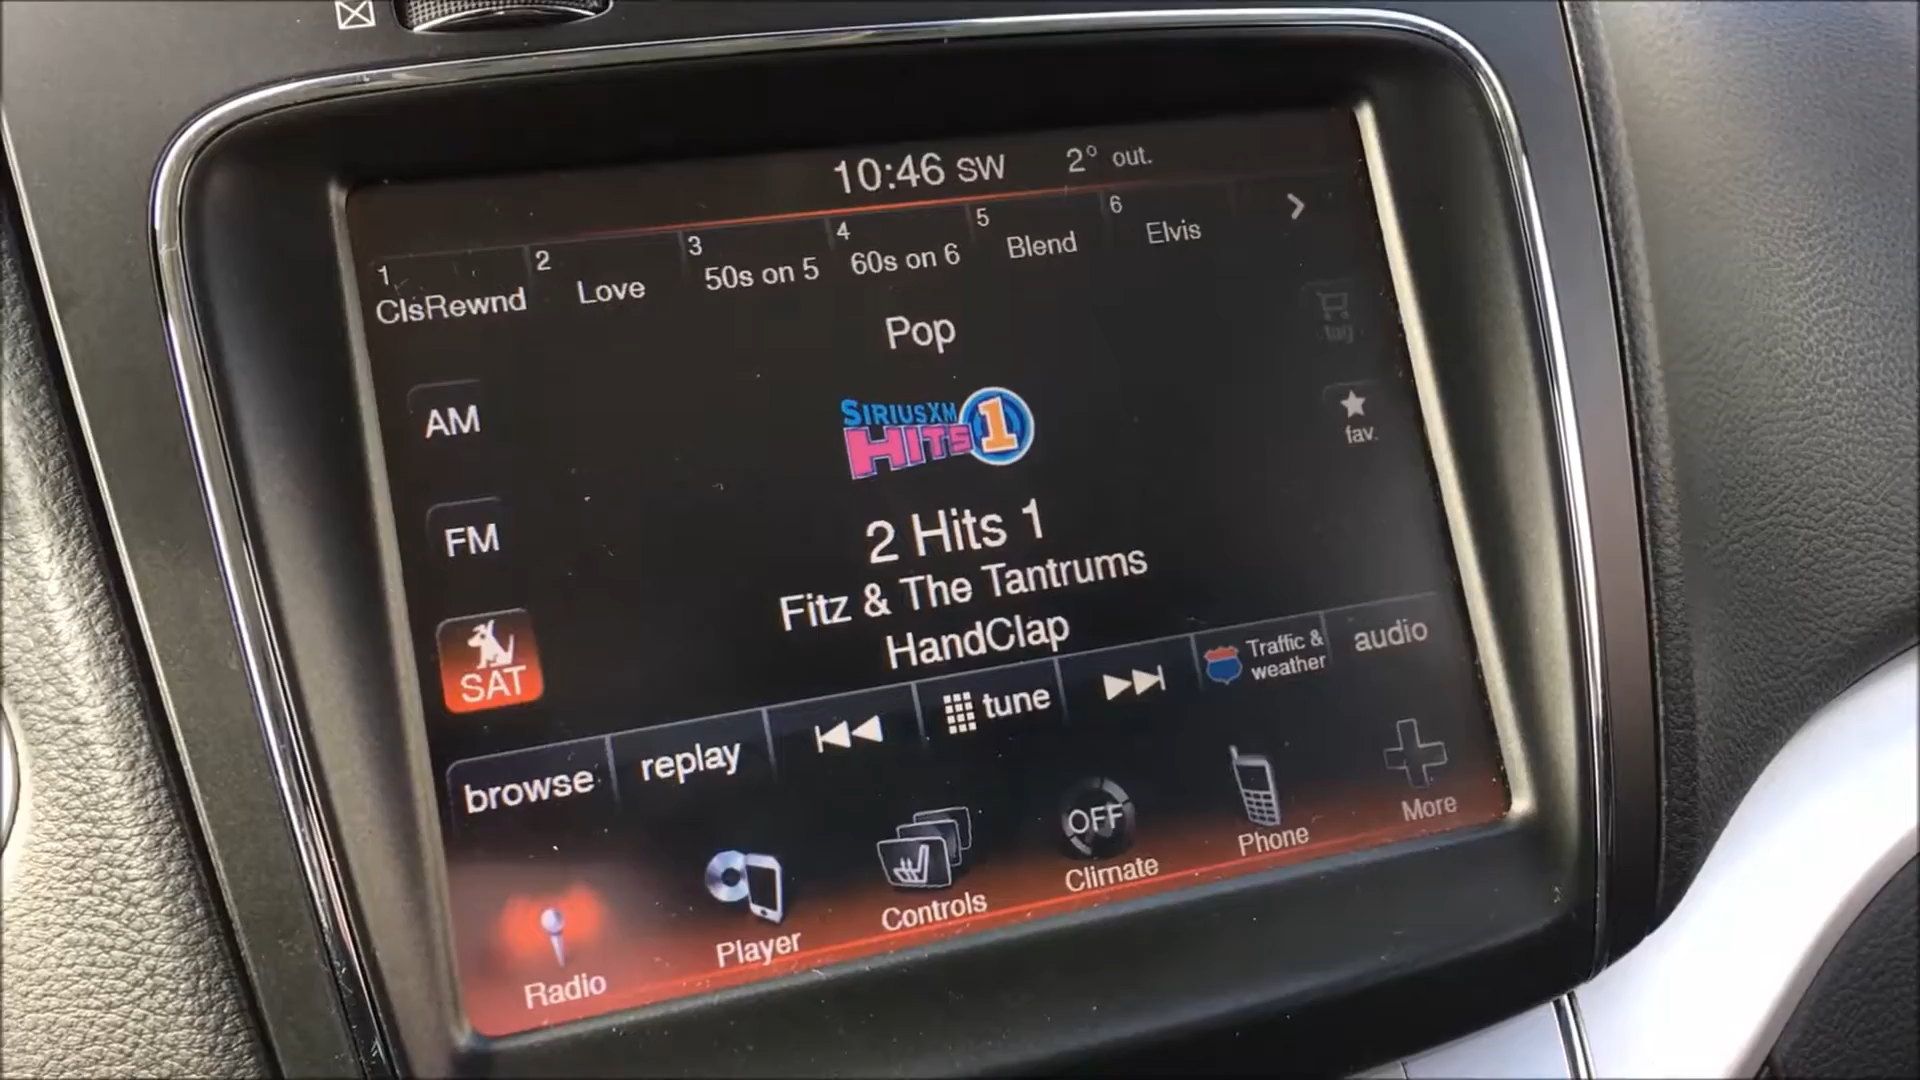 10:46 SW 2° out.
1 ClsRewnd
2 Love
3 50s on 5
4 60s on 6
5 Blend
6 Elvis
Pop
tag
AM
SIRIUSXM
HITS 1
fav.
FM
2 Hits 1
Fitz & The Tantrums
HandClap
SAT
browse
replay
tune
Traffic &
weather
audio
Radio
Player
Controls
OFF
Climate
Phone
More